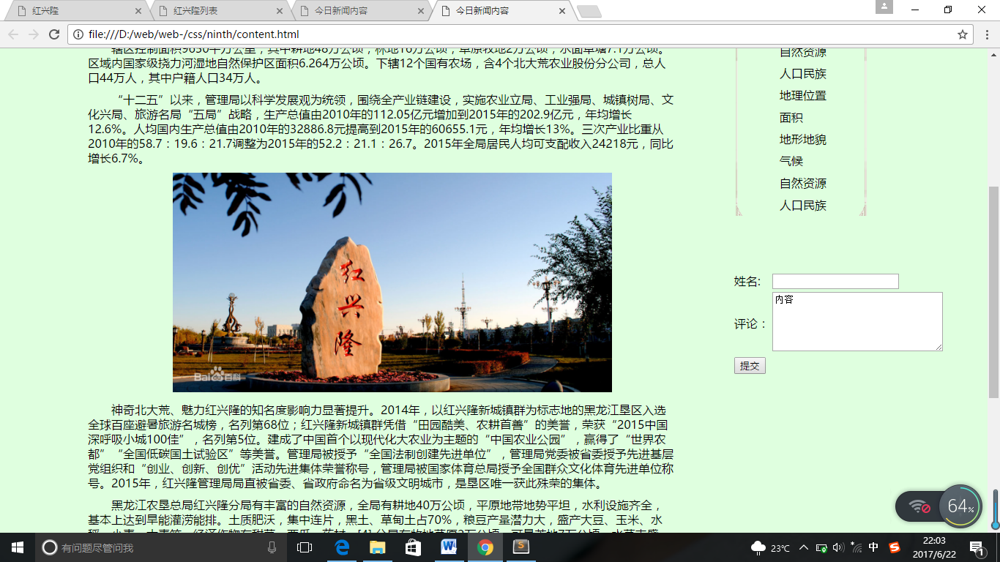 红兴隆
红兴隆列表
今日新闻内容
今日新闻内容
file:///D:/web/web-/css/ninth/content.html
辖区控制面积9630平方公里，其中耕地48万公顷，林地16万公顷，草原牧地2万公顷，水面苇塘7.1万公顷。
区域内国家级挠力河湿地自然保护区面积6.264万公顷。下辖12个国有农场，含4个北大荒农业股份分公司，总人
口44万人，其中户籍人口34万人。
“十二五”以来，管理局以科学发展观为统领，围绕全产业链建设，实施农业立局、工业强局、城镇树局、文
化兴局、旅游名局“五局”战略，生产总值由2010年的112.05亿元增加到2015年的202.9亿元，年均增长
12.6%。人均国内生产总值由2010年的32886.8元提高到2015年的60655.1元，年均增长13%。三次产业比重从
2010年的58.7：19.6：21.7调整为2015年的52.2：21.1：26.7。2015年全局居民人均可支配收入24218元，同比
增长6.7%。
红
兴
隆
Bai百科
神奇北大荒、魅力红兴隆的知名度影响力显著提升。2014年，以红兴隆新城镇群为标志地的黑龙江垦区入选
全球百座避暑旅游名城榜，名列第68位；红兴隆新城镇群凭借“田园酷美、农耕首善”的美誉，荣获“2015中国
深呼吸小城100佳”，名列第5位。建成了中国首个以现代化大农业为主题的“中国农业公园”，赢得了“世界农
都”“全国低碳国土试验区”等美誉。管理局被授予“全国法制创建先进单位”，管理局党委被省委授予先进基层
党组织和“创业、创新、创优”活动先进集体荣誉称号，管理局被国家体育总局授予全国群众文化体育先进单位称
号。2015年，红兴隆管理局局直被省委、省政府命名为省级文明城市，是垦区唯一获此殊荣的集体。
黑龙江农垦总局红兴隆分局有丰富的自然资源，全局有耕地40万公顷，平原地带地势平坦，水利设施齐全，
基本上达到旱能灌涝能排。土质肥沃，集中连片，黑土、草甸土占70%，粮豆产量潜力大，盛产大豆、玉米、水
自然资源
人口民族
地理位置
面积
地形地貌
气候
自然资源
人口民族
姓名:
评论：
内容
提交
64%
有问题尽管问我
23℃
中
22:03
2017/6/22
1